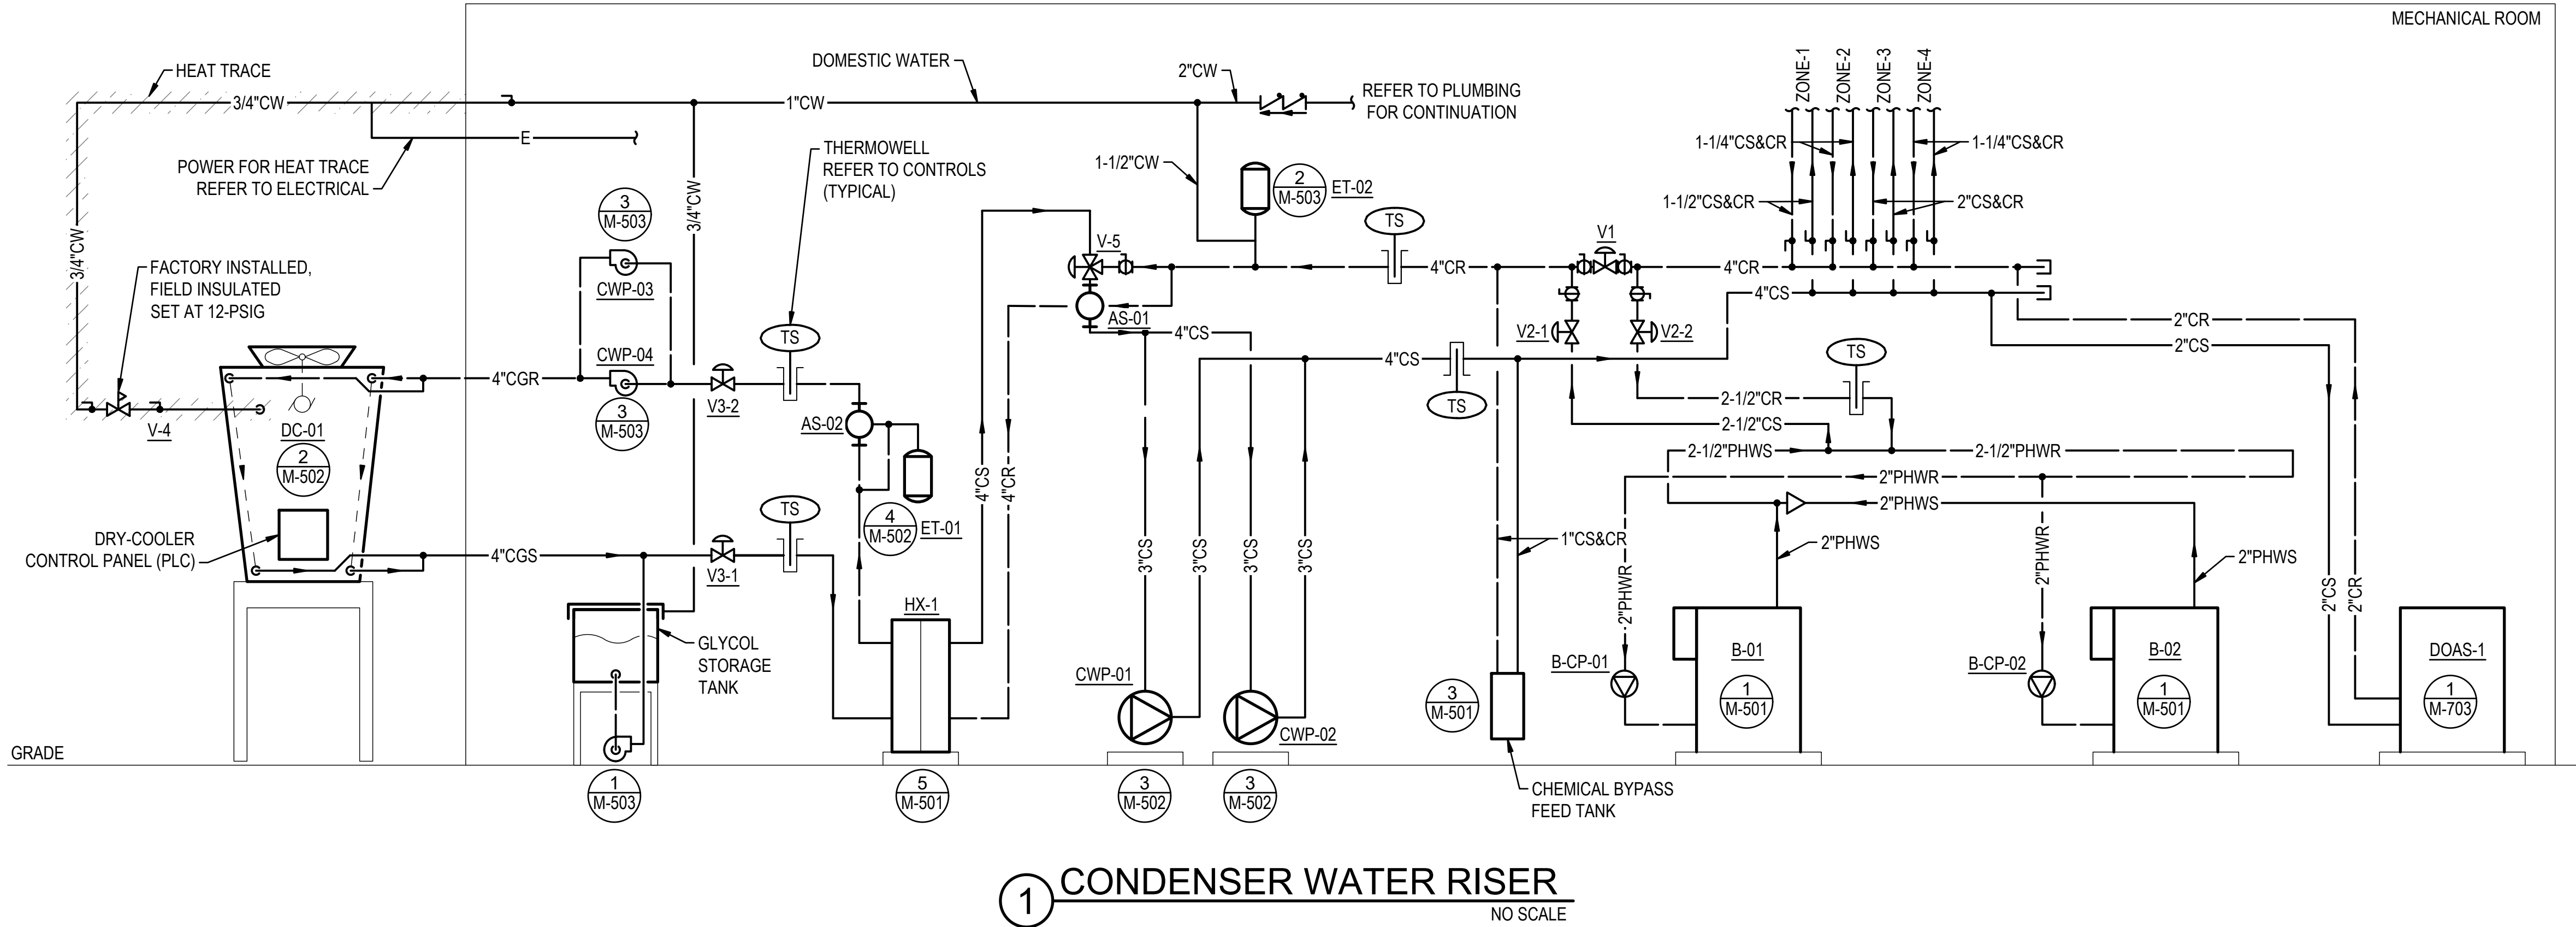 MECHANICAL ROOM
HEAT TRACE
3/4"CW
E
POWER FOR HEAT TRACE
REFER TO ELECTRICAL
3/4"CW
FACTORY INSTALLED,
FIELD INSULATED
SET AT 12-PSIG
V-4
DC-01
2
M-502
DRY-COOLER
CONTROL PANEL (PLC)
GRADE
DOMESTIC WATER
1"CW
2"CW
REFER TO PLUMBING
FOR CONTINUATION
1-1/2"CW
3/4"CW
THERMOWELL
REFER TO CONTROLS
(TYPICAL)
3
M-503
CWP-03
CWP-04
3
M-503
4"CGR
V3-2
TS
AS-02
4
M-502
ET-01
4"CGS
V3-1
TS
GLYCOL
STORAGE
TANK
1
M-503
HX-1
5
M-501
4"CS
4"CR
V-5
AS-01
4"CS
2
M-503
ET-02
TS
4"CR
3"CS
3"CS
3"CS
3"CS
CWP-01
CWP-02
3
M-502
3
M-502
4"CS
TS
V1
V2-1
V2-2
4"CR
4"CS
ZONE-1
ZONE-2
ZONE-3
ZONE-4
1-1/4"CS&CR
1-1/4"CS&CR
1-1/2"CS&CR
2"CS&CR
2"CR
2"CS
TS
2-1/2"CR
2-1/2"CS
2-1/2"PHWS
2-1/2"PHWR
2"PHWR
2"PHWS
1"CS&CR
2"PHWS
2"PHWR
2"PHWR
2"PHWS
2"CS
2"CR
3
M-501
CHEMICAL BYPASS
FEED TANK
B-CP-01
B-01
1
M-501
B-CP-02
B-02
1
M-501
DOAS-1
1
M-703
1
CONDENSER WATER RISER
NO SCALE